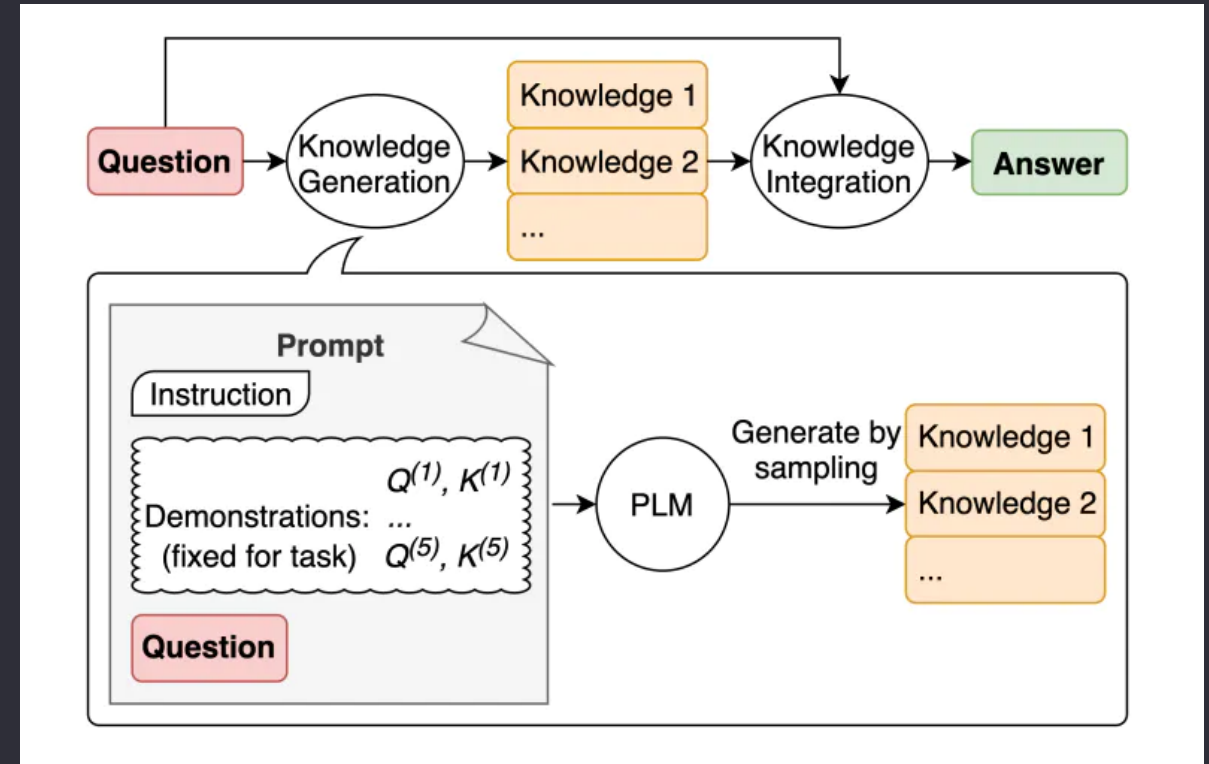 Question
Knowledge
Generation
Knowledge 1
Knowledge 2
...
Knowledge
Integration
Answer
Prompt
Instruction
Q(1), K(1)
Demonstrations: ...
(fixed for task) Q(5), K(5)
Question
PLM
Generate by
sampling
Knowledge 1
Knowledge 2
...